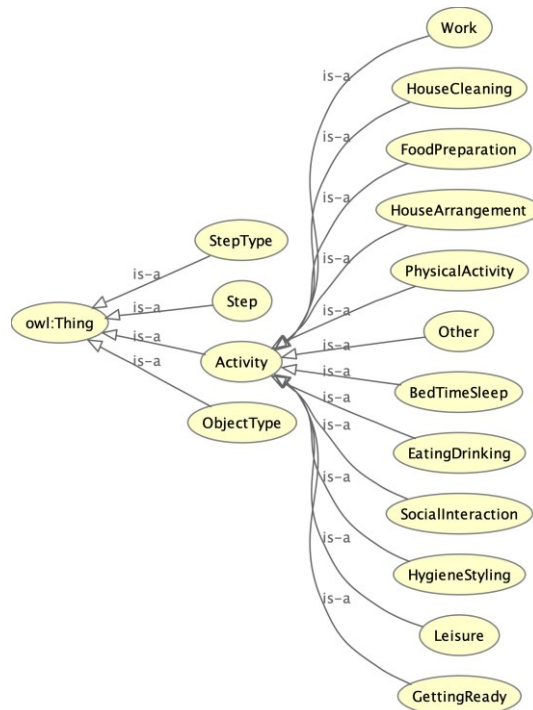 Work
is-a
HouseCleaning
is-a
FoodPreparation
is-a
HouseArrangement
is-a
StepType
is-a
PhysicalActivity
is-a
Step
is-a
is-a
Other
owl:Thing
is-a
Activity
is-a
BedTimeSleep
is-a
is-a
ObjectType
is-a
EatingDrinking
is-a
SocialInteraction
is-a
HygieneStyling
is-a
Leisure
is-a
GettingReady